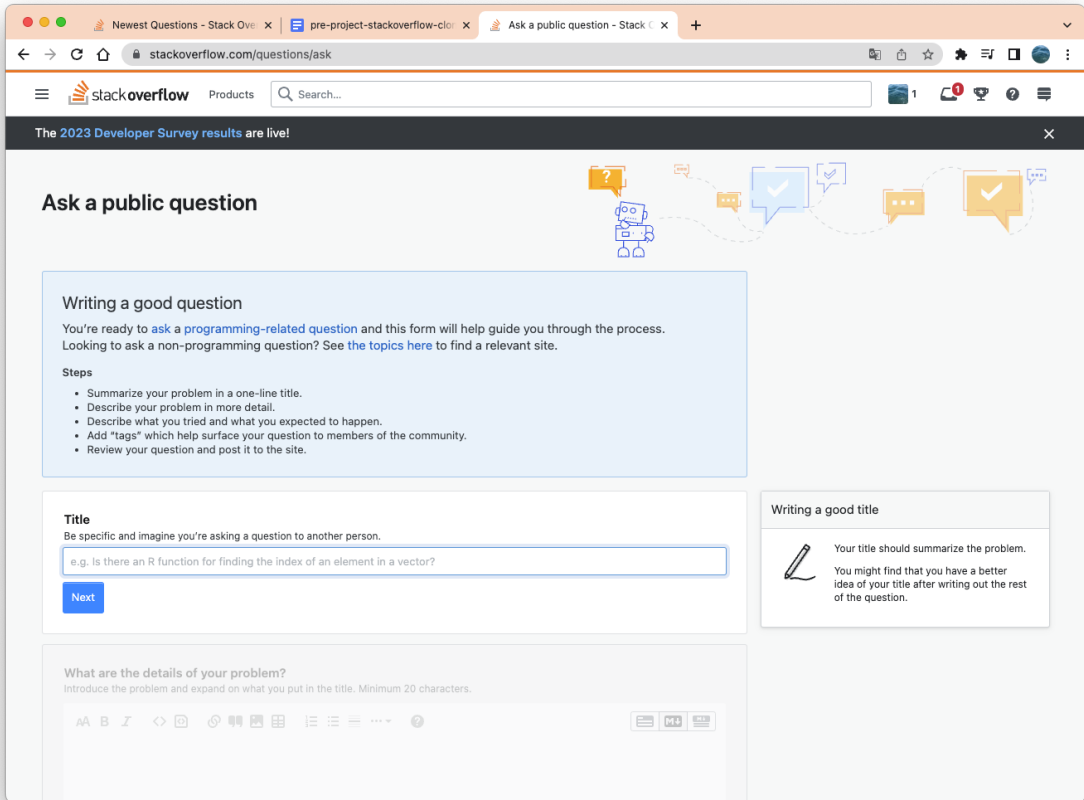 Newest Questions - Stack Ove
pre-project-stackoverflow-clon
Ask a public question - Stack O
stackoverflow.com/questions/ask
stackoverflow
Products
Search...
1
1
The 2023 Developer Survey results are live!
Ask a public question
Writing a good question
You're ready to ask a programming-related question and this form will help guide you through the process.
Looking to ask a non-programming question? See the topics here to find a relevant site.
Steps
• Summarize your problem in a one-line title.
• Describe your problem in more detail.
• Describe what you tried and what you expected to happen.
• Add “tags” which help surface your question to members of the community.
• Review your question and post it to the site.
Title
Be specific and imagine you’re asking a question to another person.
e.g. Is there an R function for finding the index of an element in a vector?
Next
Writing a good title
Your title should summarize the problem.
You might find that you have a better
idea of your title after writing out the rest
of the question.
What are the details of your problem?
Introduce the problem and expand on what you put in the title. Minimum 20 characters.